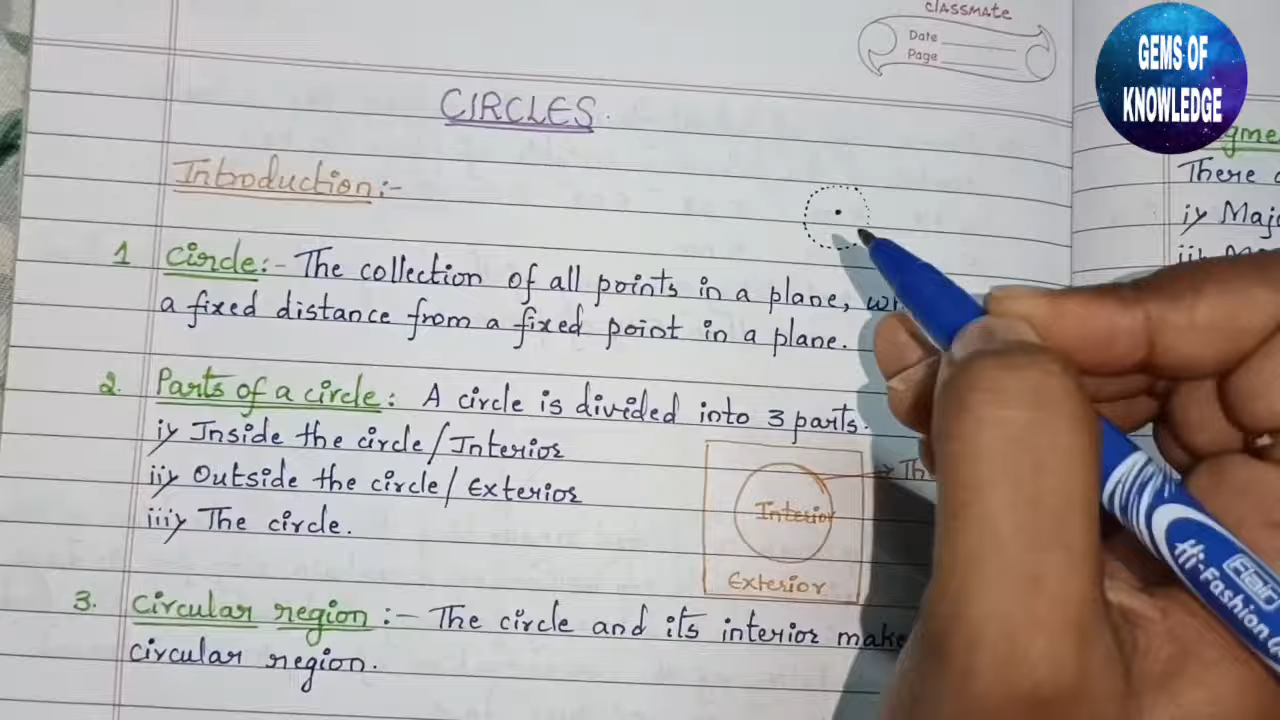 classmate
Date
Page
GEMS OF
KNOWLEDGE
CIRCLES.
Introduction:-
There
1 Circle:- The collection of all points in a plane,
a fixed distance from a fixed point in a plane.
2. Parts of a circle: A circle is divided into 3 parts.
i) Inside the circle/Interior
ii) Outside the circle/Exterior
iii) The circle.
Interior
Exterior
3. Circular region:- The circle and its interior make
circular region.
Flair
Hi-Fashion